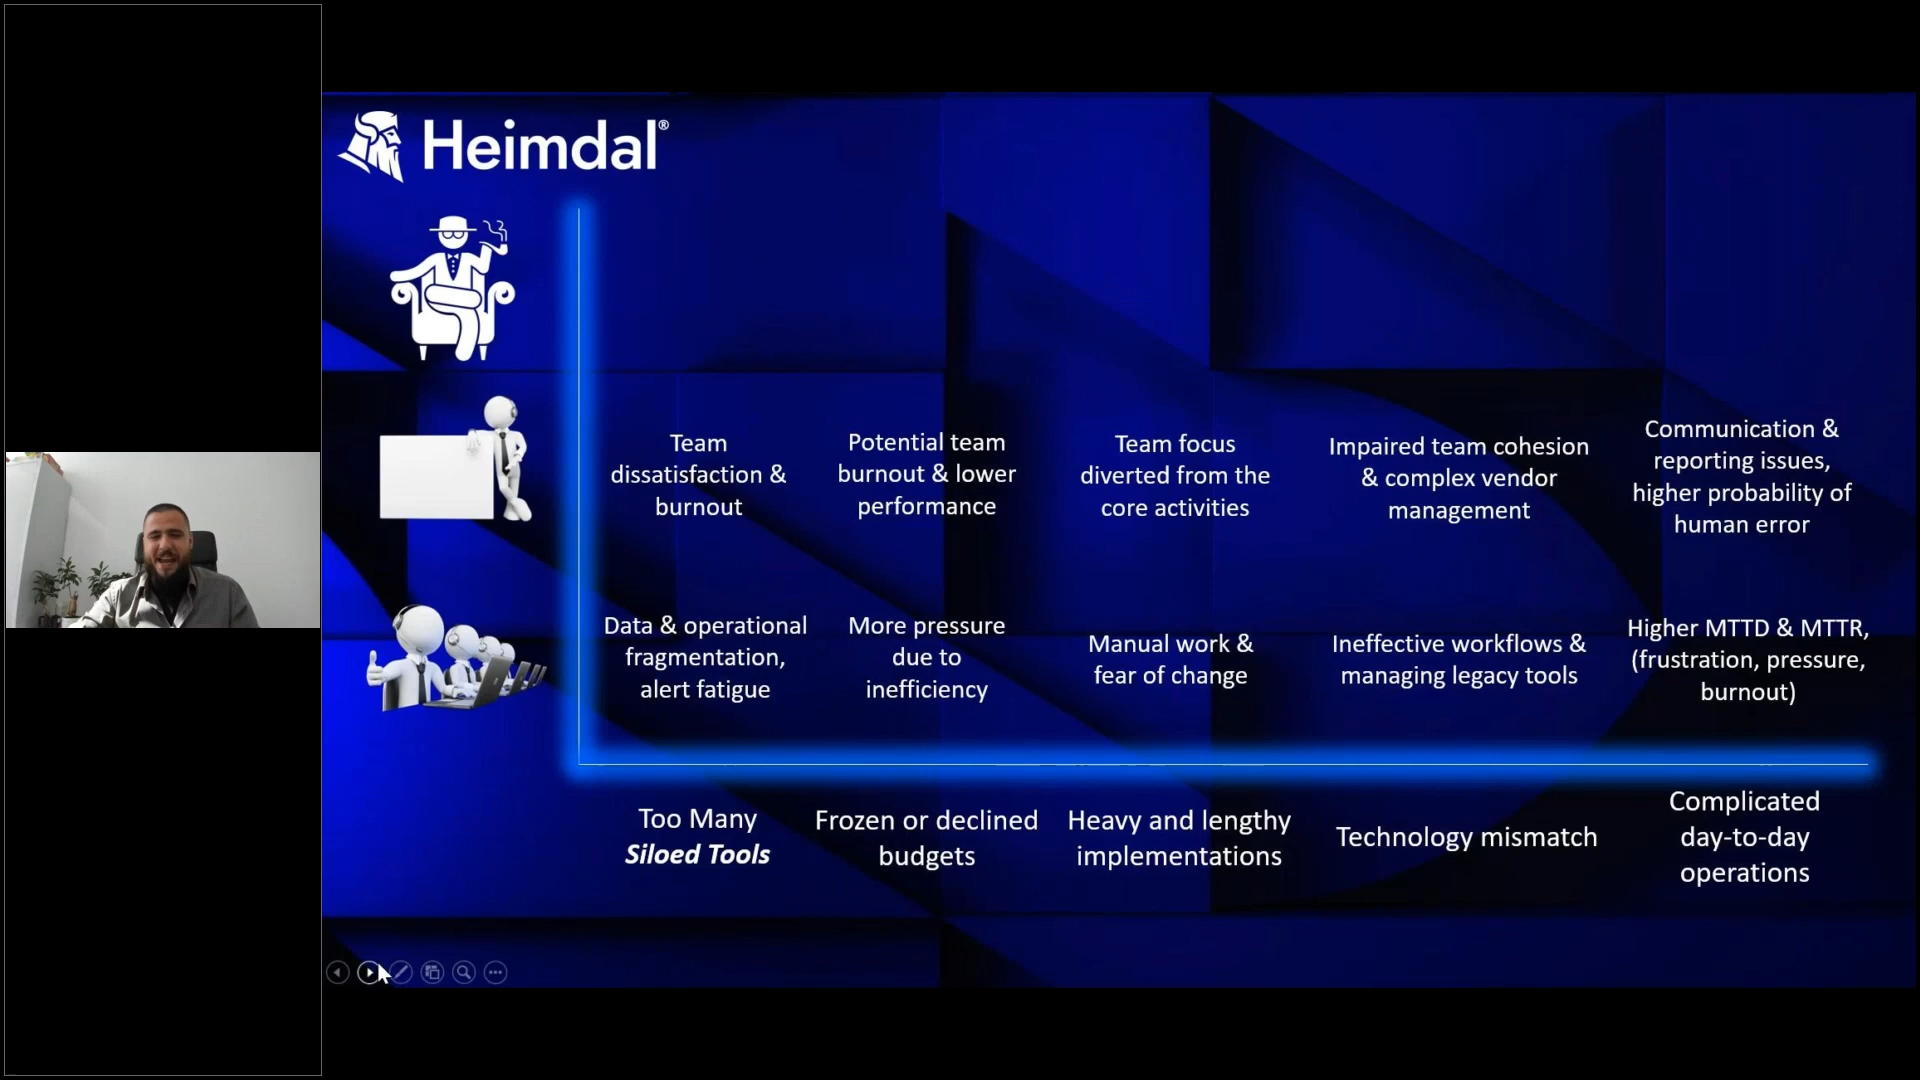 Heimdal®
Team
dissatisfaction &
burnout
Potential team
burnout & lower
performance
Team focus
diverted from the
core activities
Impaired team cohesion
& complex vendor
management
Communication &
reporting issues,
higher probability of
human error
Data & operational
fragmentation,
alert fatigue
More pressure
due to
inefficiency
Manual work &
fear of change
Ineffective workflows &
managing legacy tools
Higher MTTD & MTTR,
(frustration, pressure,
burnout)
Too Many
Siloed Tools
Frozen or declined
budgets
Heavy and lengthy
implementations
Technology mismatch
Complicated
day-to-day
operations